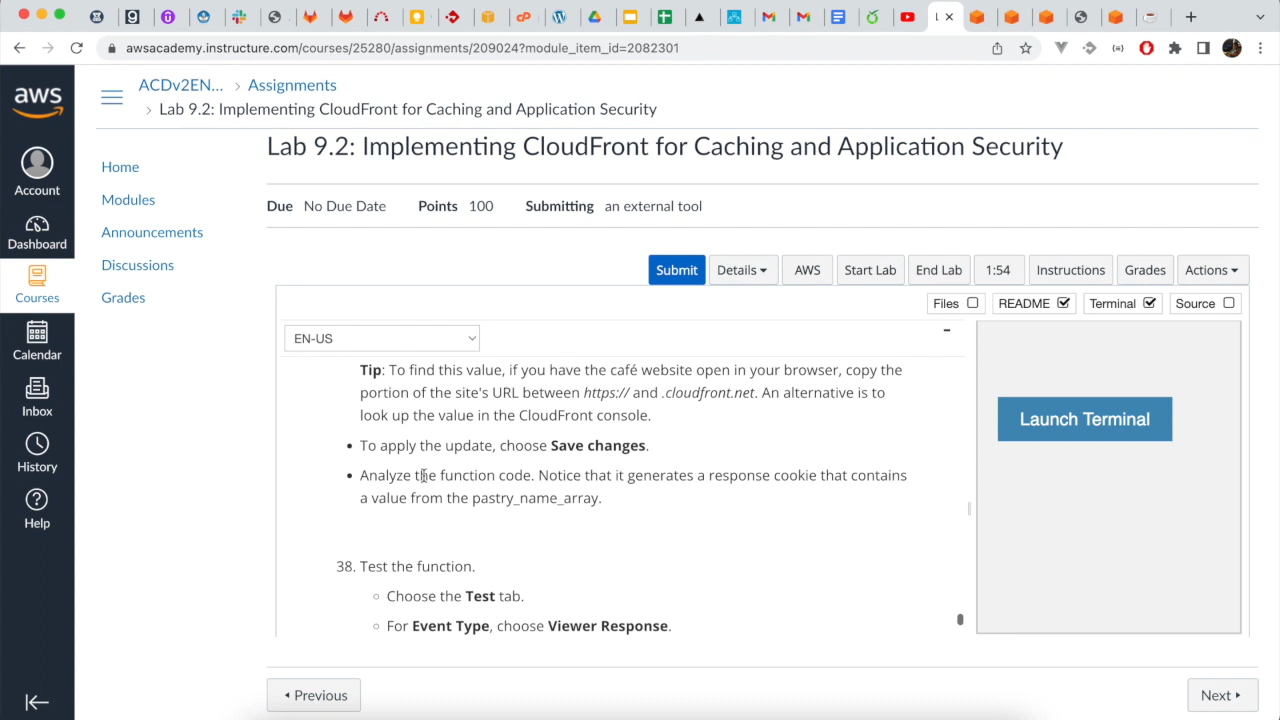 L
awsacademy.instructure.com/courses/25280/assignments/209024?module_item_id=2082301
aws
Account
Dashboard
Courses
Calendar
Inbox
History
Help
ACDv2EN... > Assignments
> Lab 9.2: Implementing CloudFront for Caching and Application Security
Home
Modules
Announcements
Discussions
Grades
Lab 9.2: Implementing CloudFront for Caching and Application Security
Due No Due Date Points 100 Submitting an external tool
Submit Details AWS Start Lab End Lab 1:54 Instructions Grades Actions
Files README Terminal Source
EN-US
Tip: To find this value, if you have the café website open in your browser, copy the
portion of the site's URL between https:// and .cloudfront.net. An alternative is to
look up the value in the CloudFront console.
• To apply the update, choose Save changes.
• Analyze the function code. Notice that it generates a response cookie that contains
a value from the pastry_name_array.
38. Test the function.
◦ Choose the Test tab.
◦ For Event Type, choose Viewer Response.
Launch Terminal
Previous
Next